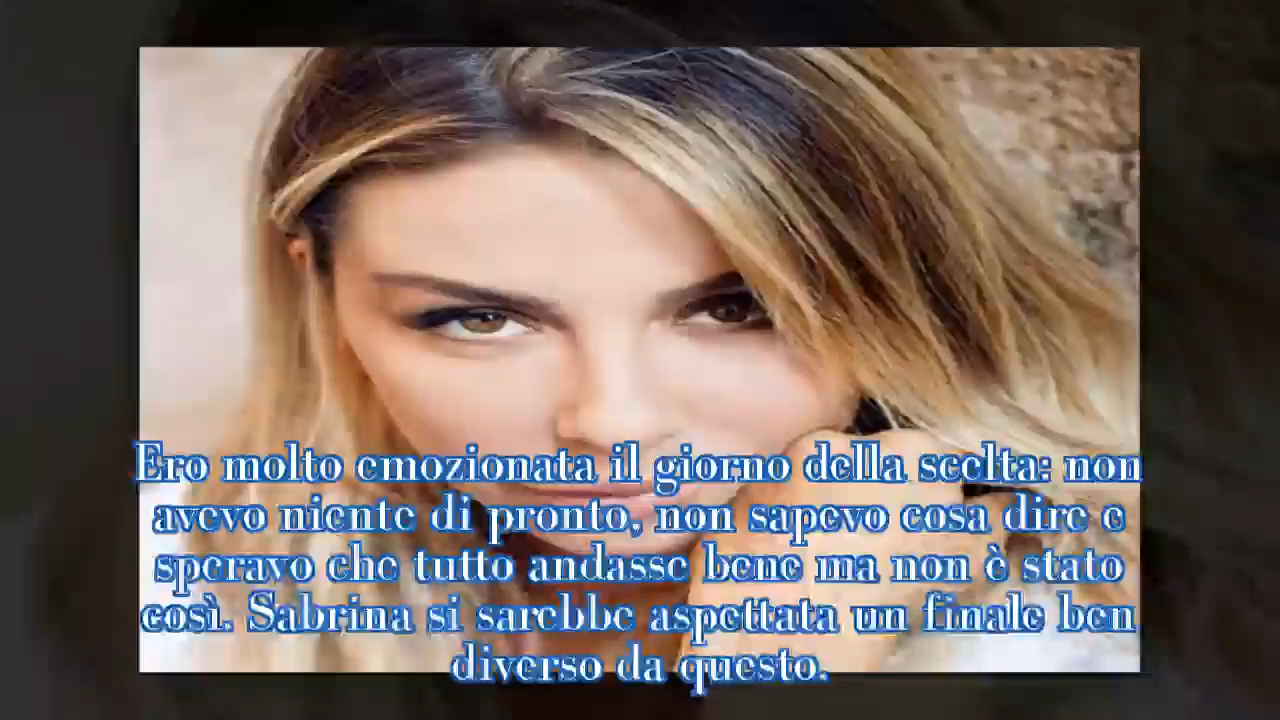 Ero molto emozionata il giorno della scelta: non
avevo niente di pronto, non sapevo cosa dire e
speravo che tutto andasse bene ma non è stato
così. Sabrina si sarebbe aspettata un finale ben
diverso da questo.